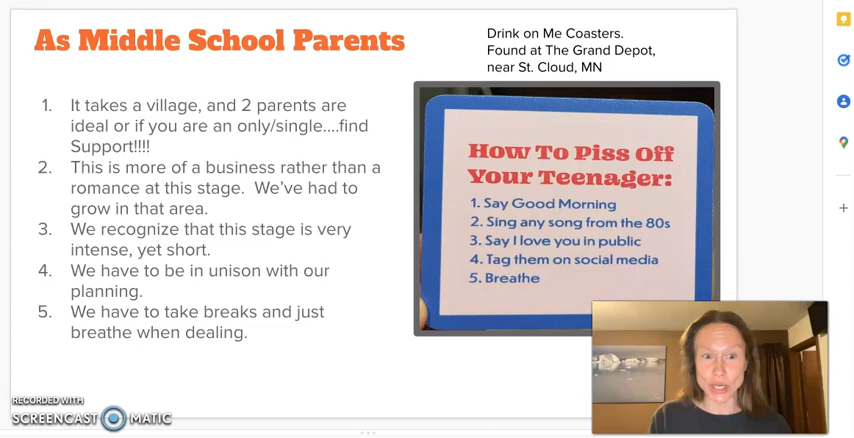 As Middle School Parents
Drink on Me Coasters.
Found at The Grand Depot,
near St. Cloud, MN
1. It takes a village, and 2 parents are
ideal or if you are an only/single....find
Support!!!!
2. This is more of a business rather than a
romance at this stage. We've had to
grow in that area.
3. We recognize that this stage is very
intense, yet short.
4. We have to be in unison with our
planning.
5. We have to take breaks and just
breathe when dealing.
How To Piss Off
Your Teenager:
1. Say Good Morning
2. Sing any song from the 80s
3. Say I love you in public
4. Tag them on social media
5. Breathe
RECORDED WITH
SCREENCAST MATIC